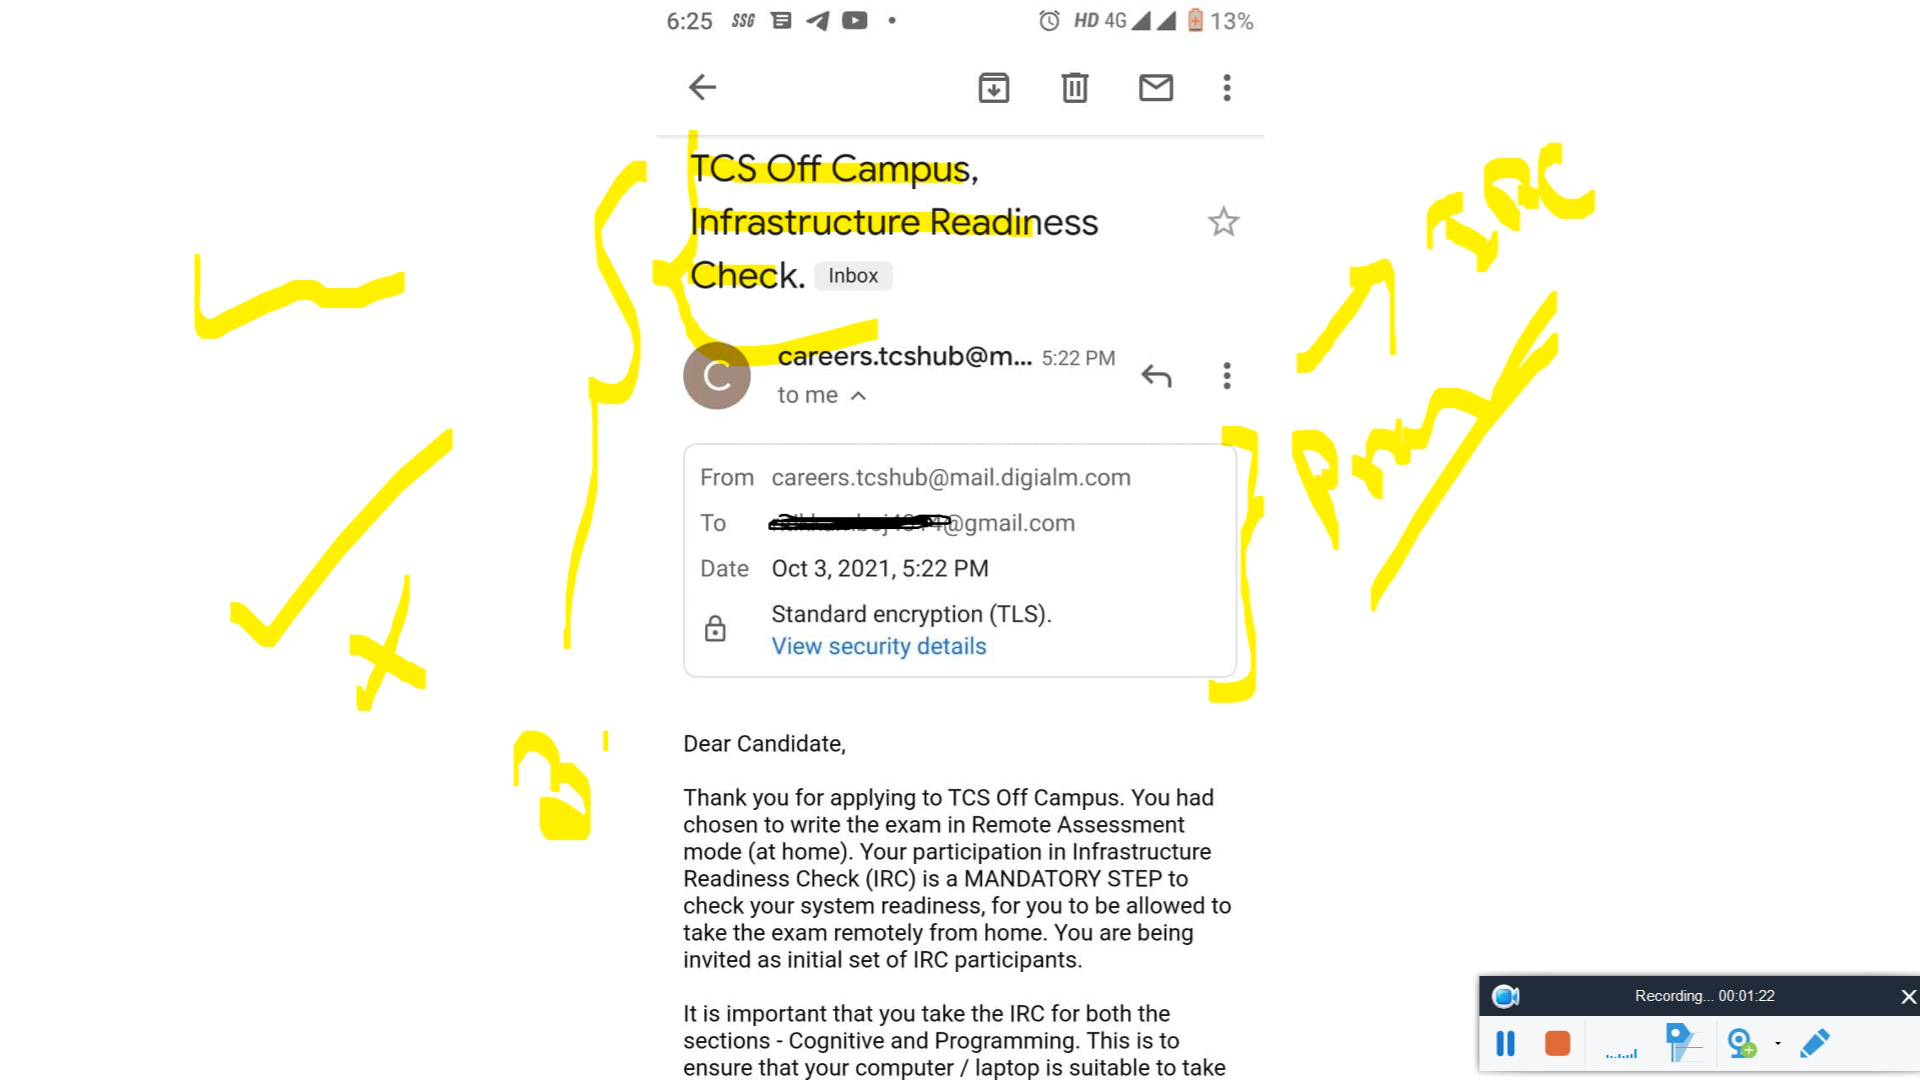 6:25 SSG HD 4G 13%
TCS Off Campus,
Infrastructure Readiness
Check. Inbox
IRC
C careers.tcshub@m... 5:22 PM
to me
From careers.tcshub@mail.digialm.com
To @gmail.com
Date Oct 3, 2021, 5:22 PM
Standard encryption (TLS).
View security details
Dear Candidate,
Thank you for applying to TCS Off Campus. You had
chosen to write the exam in Remote Assessment
mode (at home). Your participation in Infrastructure
Readiness Check (IRC) is a MANDATORY STEP to
check your system readiness, for you to be allowed to
take the exam remotely from home. You are being
invited as initial set of IRC participants.
It is important that you take the IRC for both the
sections - Cognitive and Programming. This is to
ensure that your computer / laptop is suitable to take
Recording... 00:01:22